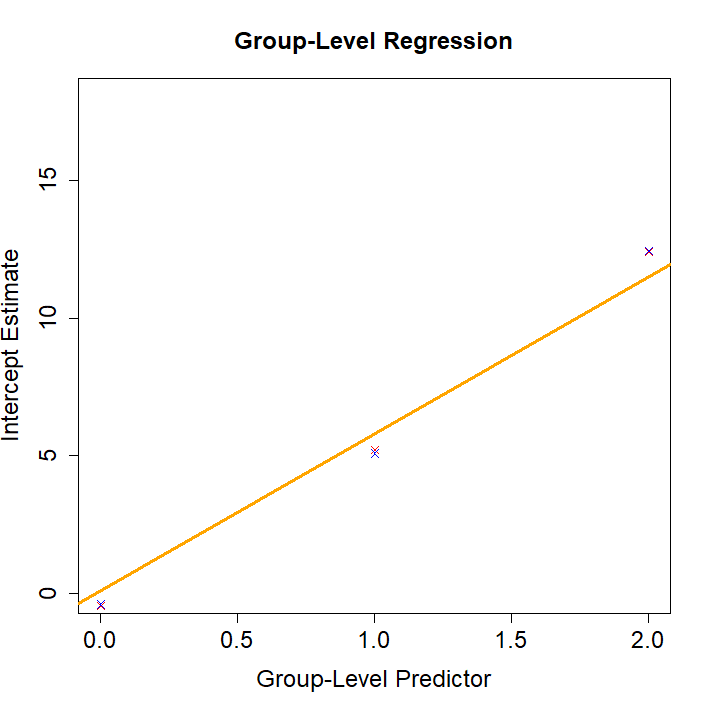 Group-Level Regression
Intercept Estimate
15
10
5
0
0.0 0.5 1.0 1.5 2.0
Group-Level Predictor